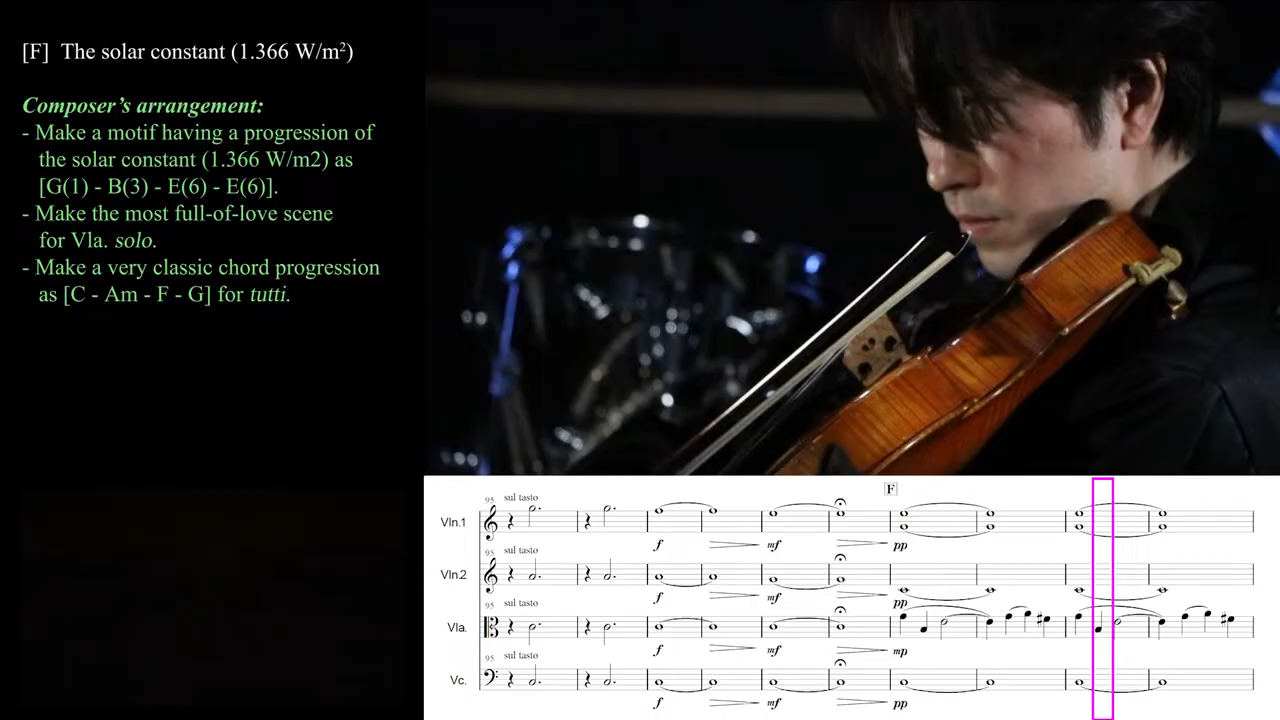 [F] The solar constant (1.366 W/m²)
Composer's arrangement:
- Make a motif having a progression of
the solar constant (1.366 W/m2) as
[G(1) - B(3) - E(6) - E(6)].
- Make the most full-of-love scene
for Vla. solo.
- Make a very classic chord progression
as [C - Am - F - G] for tutti.
F
95 sul tasto
Vln.1
f mf pp
95 sul tasto
Vln.2
f mf pp
95 sul tasto
Vla.
f mf mp
95 sul tasto
Vc.
f mf pp